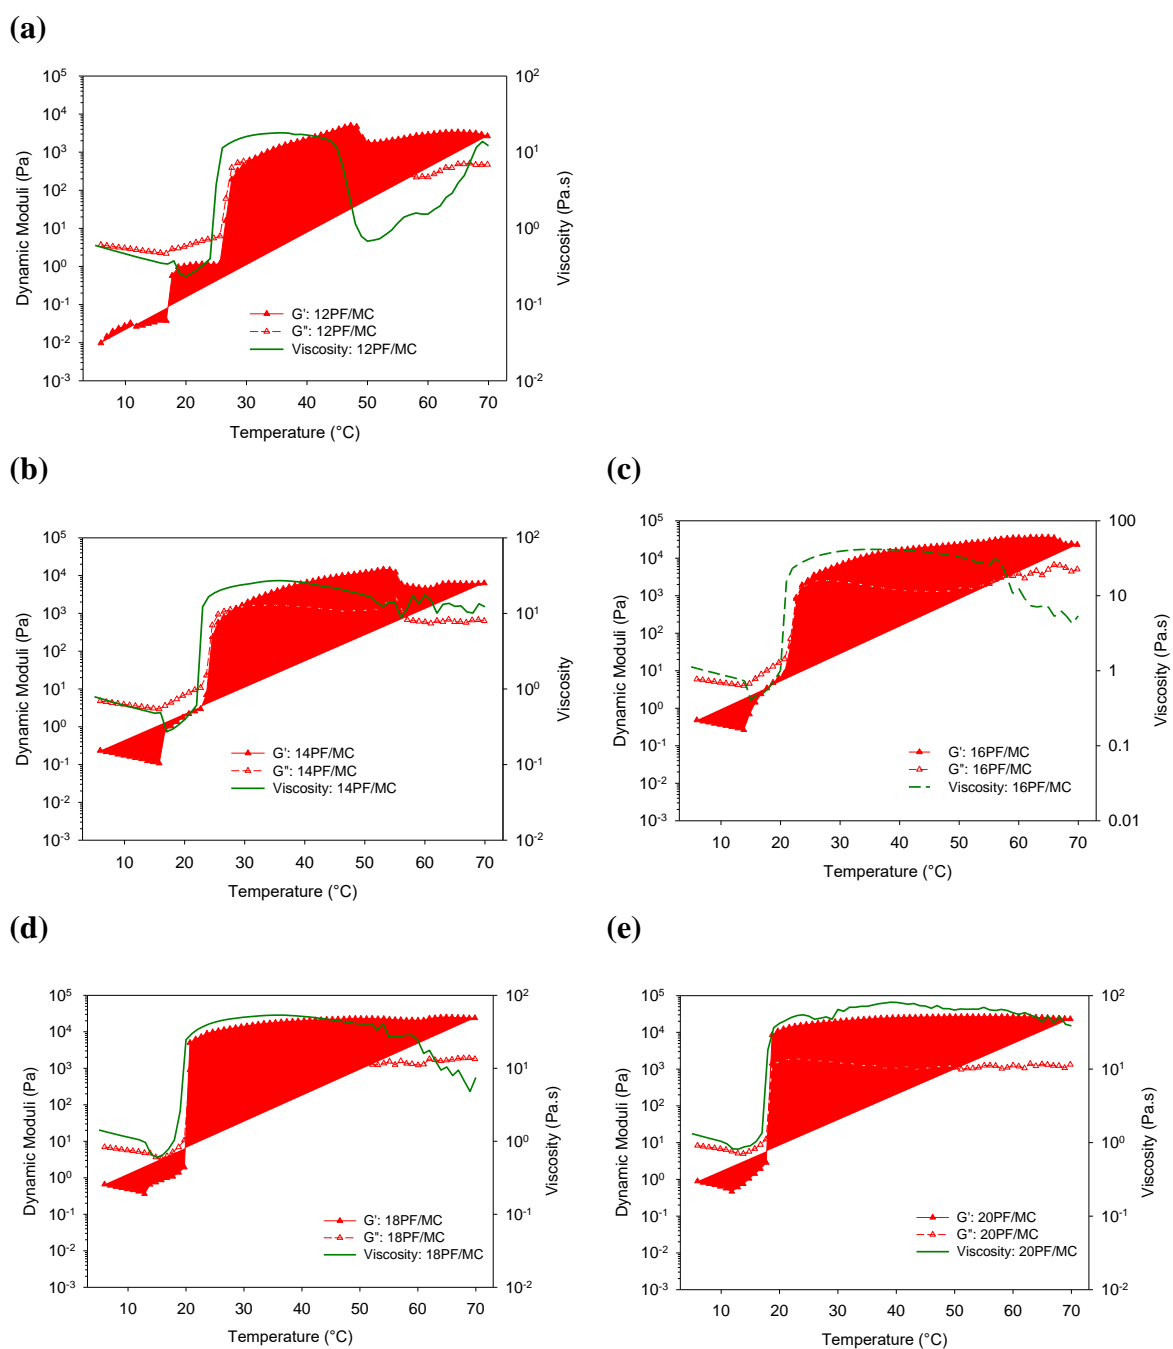 (a)
10⁵
10⁴
10³
10²
10¹
10⁰
10⁻¹
10⁻²
10⁻³
Dynamic Moduli (Pa)
10²
10¹
10⁰
10⁻¹
10⁻²
Viscosity (Pa.s)
G': 12PF/MC
G": 12PF/MC
Viscosity: 12PF/MC
10 20 30 40 50 60 70
Temperature (°C)
(b)
10⁵
10⁴
10³
10²
10¹
10⁰
10⁻¹
10⁻²
10⁻³
Dynamic Moduli (Pa)
10²
10¹
10⁰
10⁻¹
10⁻²
Viscosity
G': 14PF/MC
G": 14PF/MC
Viscosity: 14PF/MC
10 20 30 40 50 60 70
Temperature (°C)
(c)
10⁵
10⁴
10³
10²
10¹
10⁰
10⁻¹
10⁻²
10⁻³
Dynamic Moduli (Pa)
100
10
1
0.1
0.01
Viscosity (Pa.s)
G': 16PF/MC
G": 16PF/MC
Viscosity: 16PF/MC
10 20 30 40 50 60 70
Temperature (°C)
(d)
10⁵
10⁴
10³
10²
10¹
10⁰
10⁻¹
10⁻²
10⁻³
Dynamic Moduli (Pa)
10²
10¹
10⁰
10⁻¹
10⁻²
Viscosity (Pa.s)
G': 18PF/MC
G": 18PF/MC
Viscosity: 18PF/MC
10 20 30 40 50 60 70
Temperature (°C)
(e)
10⁵
10⁴
10³
10²
10¹
10⁰
10⁻¹
10⁻²
10⁻³
Dynamic Moduli (Pa)
10²
10¹
10⁰
10⁻¹
10⁻²
Viscosity (Pa.s)
G': 20PF/MC
G": 20PF/MC
Viscosity: 20PF/MC
10 20 30 40 50 60 70
Temperature (°C)